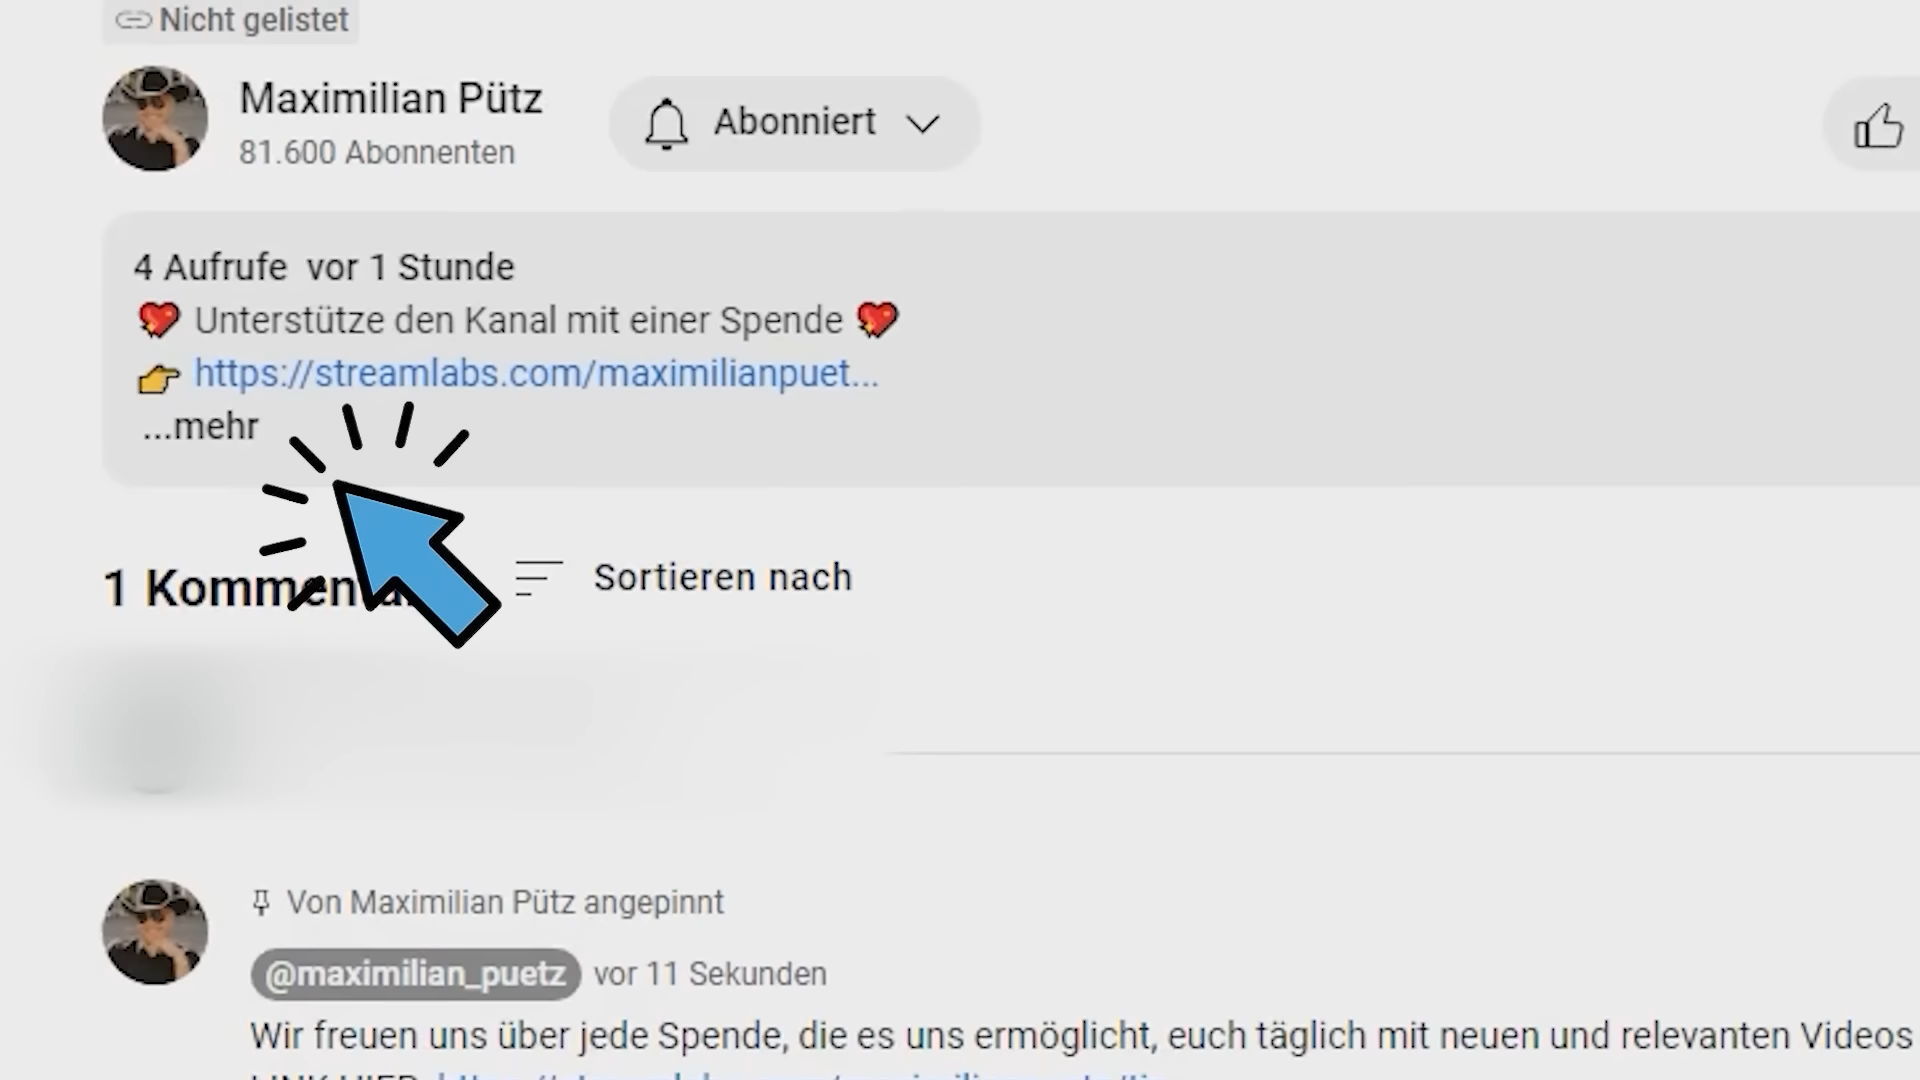 Nicht gelistet
Maximilian Pütz
81.600 Abonnenten
Abonniert
4 Aufrufe vor 1 Stunde
Unterstütze den Kanal mit einer Spende
https://streamlabs.com/maximilianpuet...
...mehr
1
Sortieren nach
Von Maximilian Pütz angepinnt
@maximilian_puetz vor 11 Sekunden
Wir freuen uns über jede Spende, die es uns ermöglicht, euch täglich mit neuen und relevanten Videos